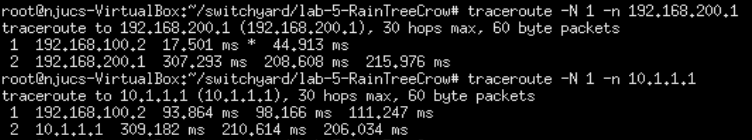 root@njucs-VirtualBox:~/switchyard/lab-5-RainTreeCrow# traceroute -N 1 -n 192.168.200.1
traceroute to 192.168.200.1 (192.168.200.1), 30 hops max, 60 byte packets
 1  192.168.100.2  17.501 ms *  44.913 ms
 2  192.168.200.1  307.293 ms  208.608 ms  215.976 ms
root@njucs-VirtualBox:~/switchyard/lab-5-RainTreeCrow# traceroute -N 1 -n 10.1.1.1
traceroute to 10.1.1.1 (10.1.1.1), 30 hops max, 60 byte packets
 1  192.168.100.2  93.864 ms  98.166 ms  111.247 ms
 2  10.1.1.1  309.182 ms  210.614 ms  206.034 ms